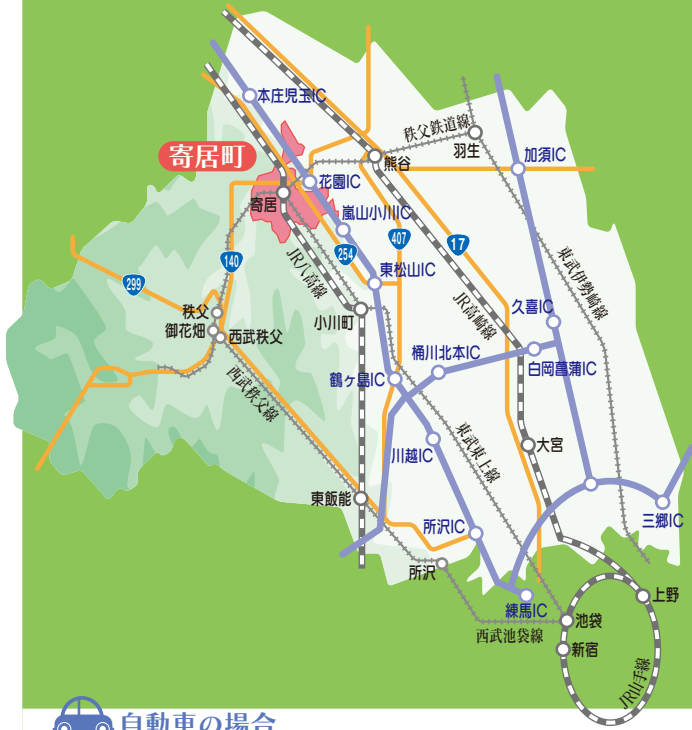 本庄児玉IC
秩父鉄道線
羽生
寄居町
熊谷
加須IC
花園IC
寄居
嵐山小川IC
407
17
254
140
299
JR八高線
東松山IC
東武伊勢崎線
JR高崎線
秩父
小川町
久喜IC
御花畑
西武秩父
桶川北本IC
白岡菖蒲IC
鶴ヶ島IC
西武秩父線
東武東上線
川越IC
大宮
東飯能
所沢IC
三郷IC
所沢
練馬IC
上野
池袋
西武池袋線
新宿
JR山手線
自動車の場合